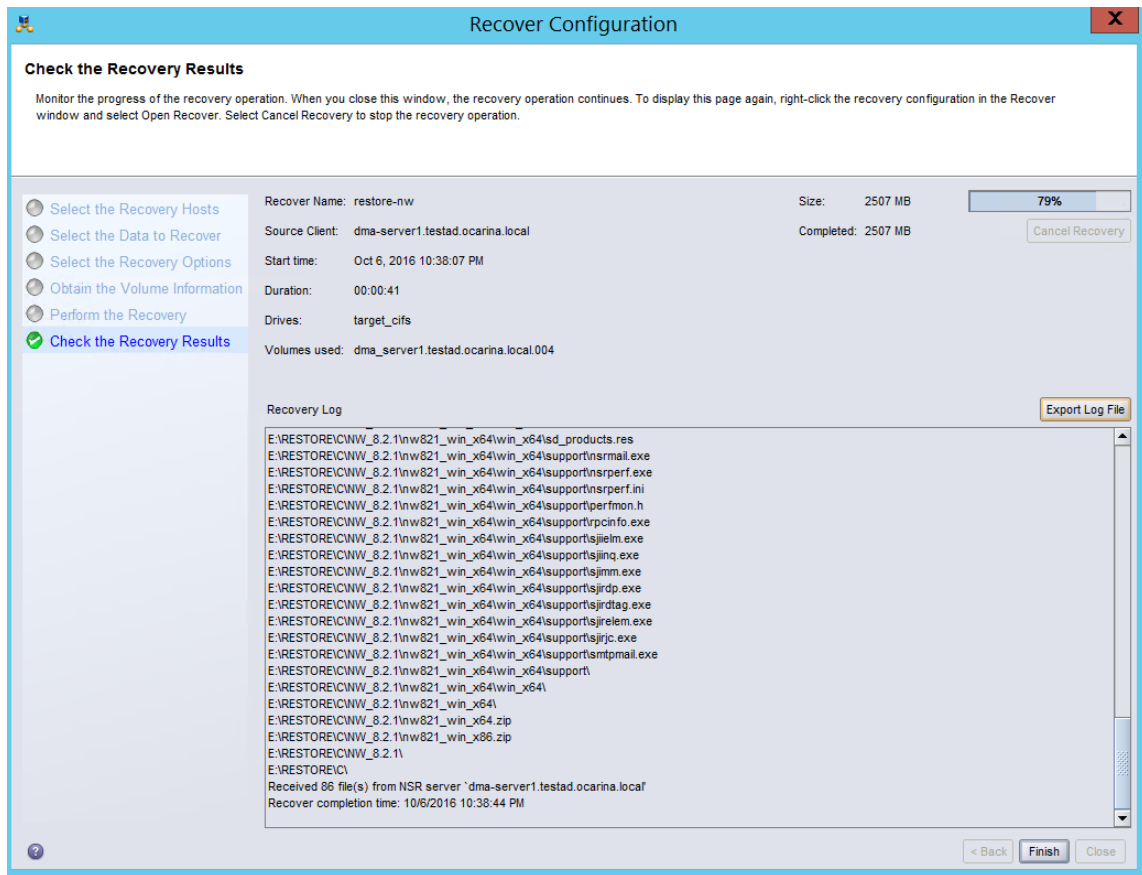 Recover Configuration
X
Check the Recovery Results
Monitor the progress of the recovery operation. When you close this window, the recovery operation continues. To display this page again, right-click the recovery configuration in the Recover
window and select Open Recover. Select Cancel Recovery to stop the recovery operation.
Select the Recovery Hosts
Select the Data to Recover
Select the Recovery Options
Obtain the Volume Information
Perform the Recovery
Check the Recovery Results
Recover Name: restore-nw
Size: 2507 MB
79%
Source Client: dma-server1.testad.ocarina.local
Completed: 2507 MB
Cancel Recovery
Start time: Oct 6, 2016 10:38:07 PM
Duration: 00:00:41
Drives: target_cifs
Volumes used: dma_server1.testad.ocarina.local.004
Recovery Log
Export Log File
E:\RESTORE\C\NW_8.2.1\nw821_win_x64\win_x64\sd_products.res
E:\RESTORE\C\NW_8.2.1\nw821_win_x64\win_x64\support\nsrmail.exe
E:\RESTORE\C\NW_8.2.1\nw821_win_x64\win_x64\support\nsrperf.exe
E:\RESTORE\C\NW_8.2.1\nw821_win_x64\win_x64\support\nsrperf.ini
E:\RESTORE\C\NW_8.2.1\nw821_win_x64\win_x64\support\perfmon.h
E:\RESTORE\C\NW_8.2.1\nw821_win_x64\win_x64\support\rpcinfo.exe
E:\RESTORE\C\NW_8.2.1\nw821_win_x64\win_x64\support\sjiielm.exe
E:\RESTORE\C\NW_8.2.1\nw821_win_x64\win_x64\support\sjiinq.exe
E:\RESTORE\C\NW_8.2.1\nw821_win_x64\win_x64\support\sjimm.exe
E:\RESTORE\C\NW_8.2.1\nw821_win_x64\win_x64\support\sjirdp.exe
E:\RESTORE\C\NW_8.2.1\nw821_win_x64\win_x64\support\sjirdtag.exe
E:\RESTORE\C\NW_8.2.1\nw821_win_x64\win_x64\support\sjirelem.exe
E:\RESTORE\C\NW_8.2.1\nw821_win_x64\win_x64\support\sjirjc.exe
E:\RESTORE\C\NW_8.2.1\nw821_win_x64\win_x64\support\smtpmail.exe
E:\RESTORE\C\NW_8.2.1\nw821_win_x64\win_x64\support\
E:\RESTORE\C\NW_8.2.1\nw821_win_x64\win_x64\
E:\RESTORE\C\NW_8.2.1\nw821_win_x64\
E:\RESTORE\C\NW_8.2.1\nw821_win_x64.zip
E:\RESTORE\C\NW_8.2.1\nw821_win_x86.zip
E:\RESTORE\C\NW_8.2.1\
E:\RESTORE\C\
Received 86 file(s) from NSR server `dma-server1.testad.ocarina.local'
Recover completion time: 10/6/2016 10:38:44 PM
?
< Back
Finish
Close